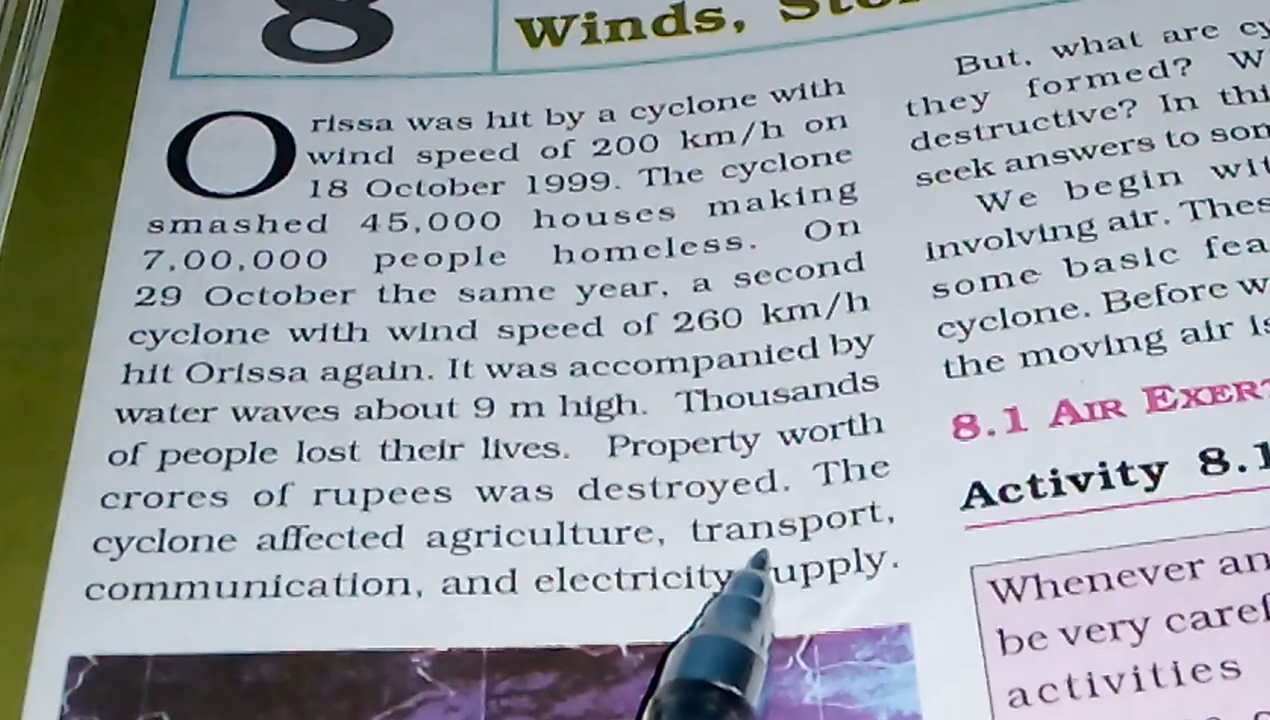 8
Winds,
Orissa was hit by a cyclone with
wind speed of 200 km/h on
18 October 1999. The cyclone
smashed 45,000 houses making
7,00,000 people homeless. On
29 October the same year, a second
cyclone with wind speed of 260 km/h
hit Orissa again. It was accompanied by
water waves about 9 m high. Thousands
of people lost their lives. Property worth
crores of rupees was destroyed. The
cyclone affected agriculture, transport,
communication, and electricity supply.
But, what are
they formed?
destructive? In
seek answers to
We begin
involving air.
some basic
cyclone. Before
the moving air
8.1 AIR
Activity 8.1
Whenever
be very
activities